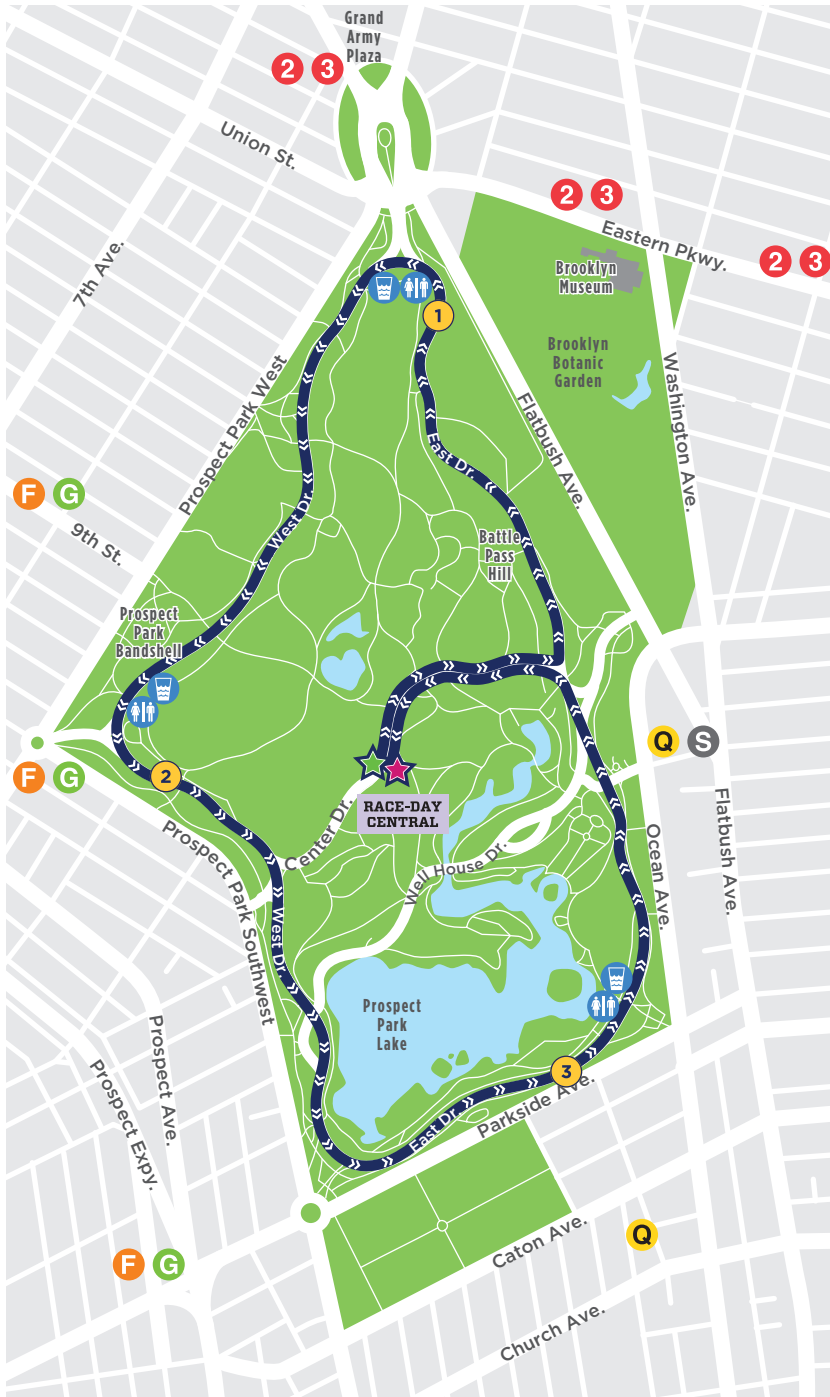 Grand
Army
Plaza
2 3
Union St.
2 3
Eastern Pkwy.
2 3
7th Ave.
Brooklyn
Museum
1
Brooklyn
Botanic
Garden
Prospect Park West
Flatbush Ave.
Washington Ave.
East Dr.
F G
West Dr.
9th St.
Battle
Pass
Hill
Prospect
Park
Bandshell
Q S
F G
2
RACE-DAY
CENTRAL
Center Dr.
Prospect Park Southwest
Well House Dr.
Ocean Ave.
Flatbush Ave.
West Dr.
Prospect
Park
Lake
Prospect Ave.
Prospect Expy.
3
Parkside Ave.
East Dr.
Caton Ave.
Q
F G
Church Ave.